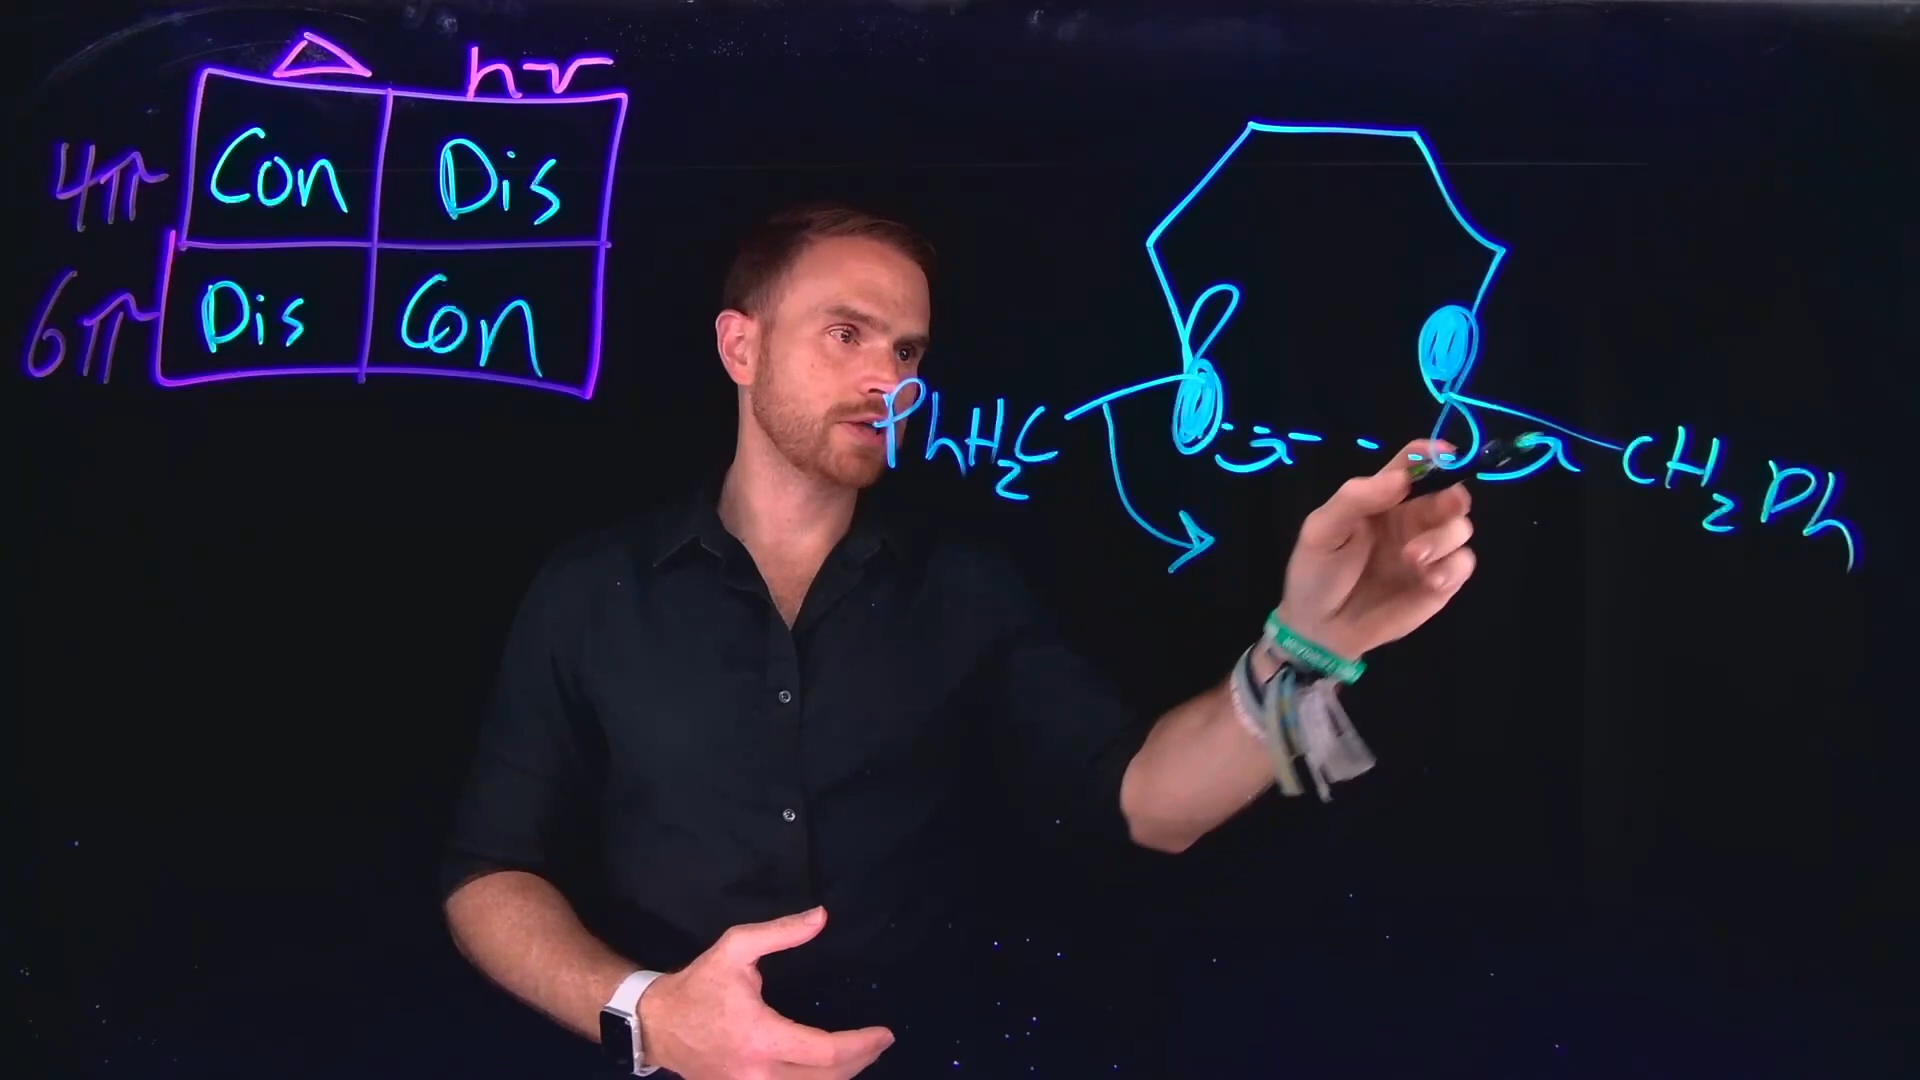 Δ hν
4π Con Dis
6π Dis Con
PhH₂C CH₂Ph